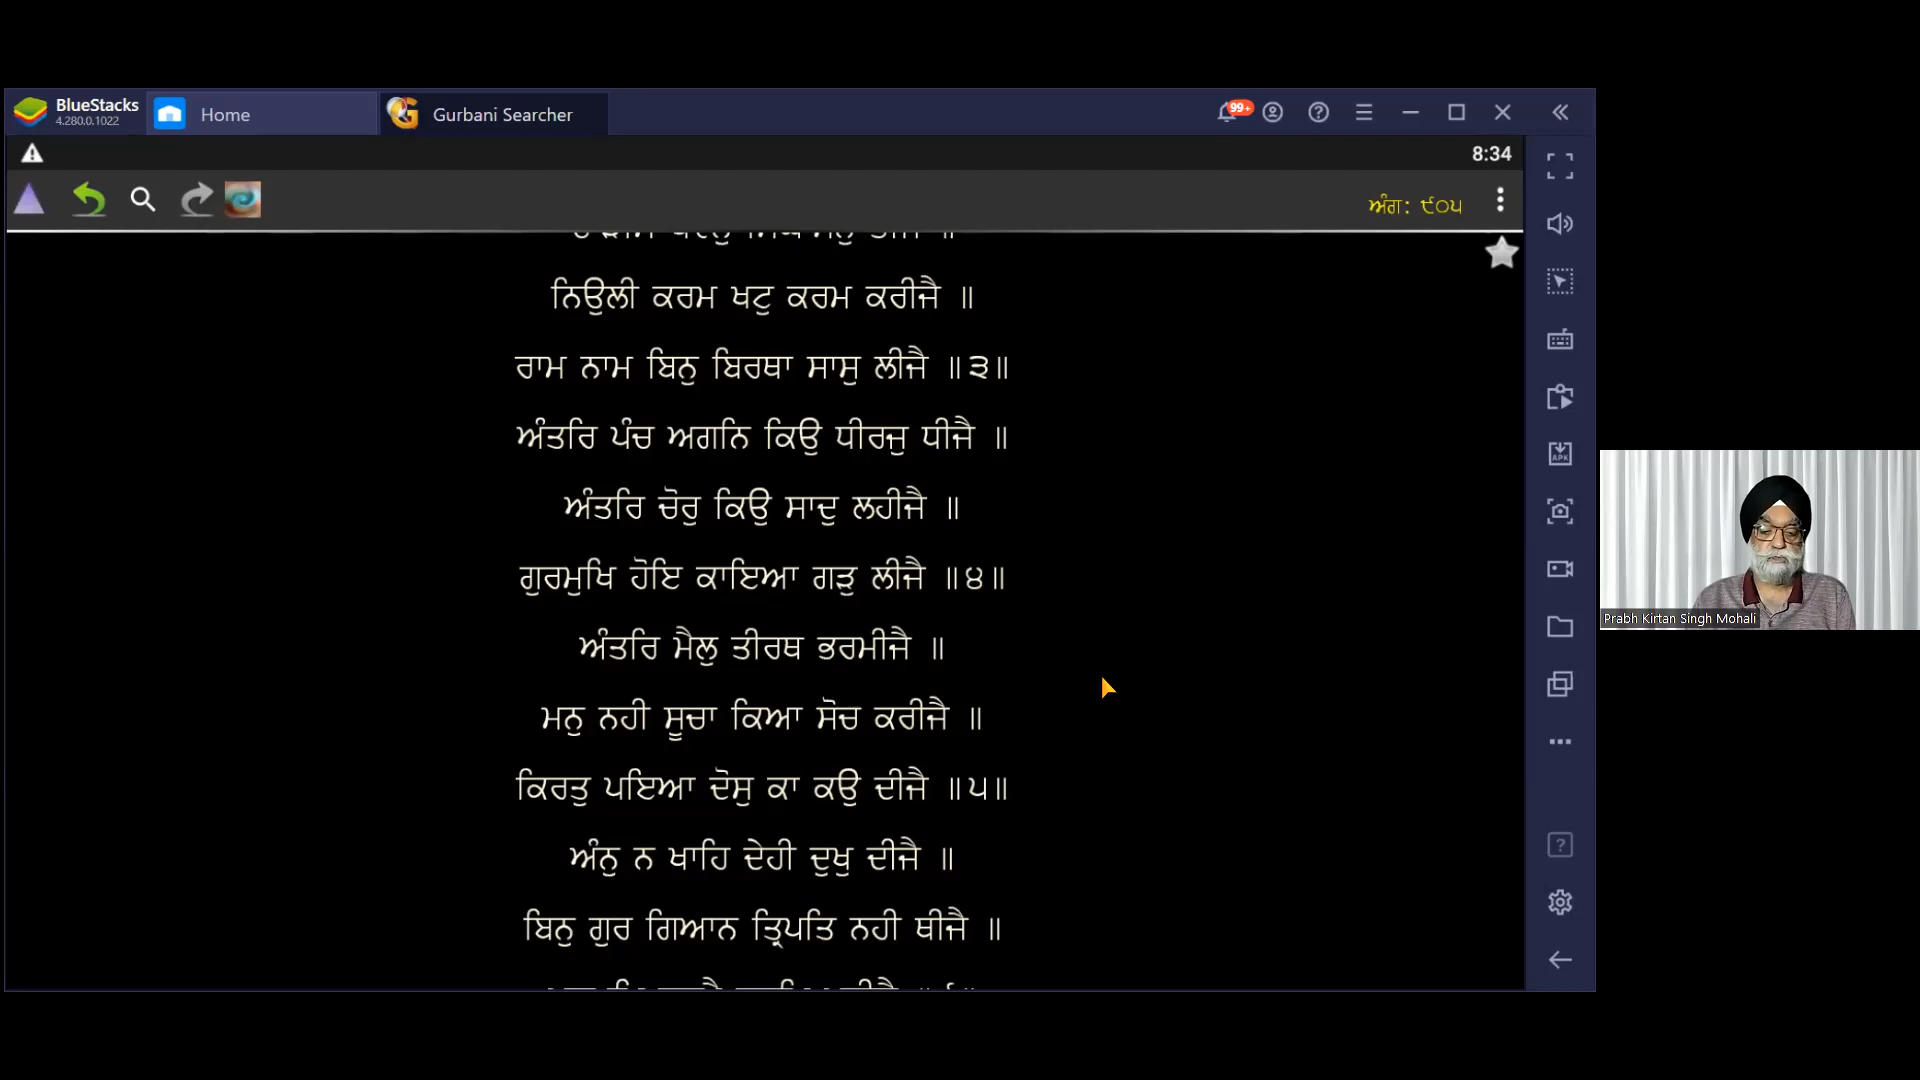 BlueStacks
4.280.0.1022
Home
Gurbani Searcher
99+
8:34
ਅੰਗ: ੯੦੫
ਨਿਉਲੀ ਕਰਮ ਖਟੁ ਕਰਮ ਕਰੀਜੈ ॥
ਰਾਮ ਨਾਮ ਬਿਨੁ ਬਿਰਥਾ ਸਾਸੁ ਲੀਜੈ ॥੩॥
ਅੰਤਰਿ ਪੰਚ ਅਗਨਿ ਕਿਉ ਧੀਰਜੁ ਧੀਜੈ ॥
ਅੰਤਰਿ ਚੋਰੁ ਕਿਉ ਸਾਦੁ ਲਹੀਜੈ ॥
ਗੁਰਮੁਖਿ ਹੋਇ ਕਾਇਆ ਗੜੁ ਲੀਜੈ ॥੪॥
ਅੰਤਰਿ ਮੈਲੁ ਤੀਰਥ ਭਰਮੀਜੈ ॥
ਮਨੁ ਨਹੀ ਸੂਚਾ ਕਿਆ ਸੋਚ ਕਰੀਜੈ ॥
ਕਿਰਤੁ ਪਇਆ ਦੋਸੁ ਕਾ ਕਉ ਦੀਜੈ ॥੫॥
ਅੰਨੁ ਨ ਖਾਹਿ ਦੇਹੀ ਦੁਖੁ ਦੀਜੈ ॥
ਬਿਨੁ ਗੁਰ ਗਿਆਨ ਤ੍ਰਿਪਤਿ ਨਹੀ ਥੀਜੈ ॥
APK
Prabh Kirtan Singh Mohali